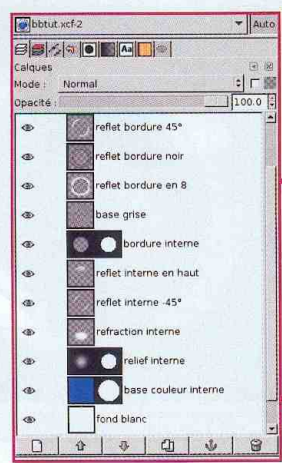 bbtut.xcf-2
Auto
Aa
Calques
Mode : Normal
Opacité : 100.0
reflet bordure 45°
reflet bordure noir
reflet bordure en 8
base grise
bordure interne
reflet interne en haut
reflet interne -45°
refraction interne
relief interne
base couleur interne
fond blanc